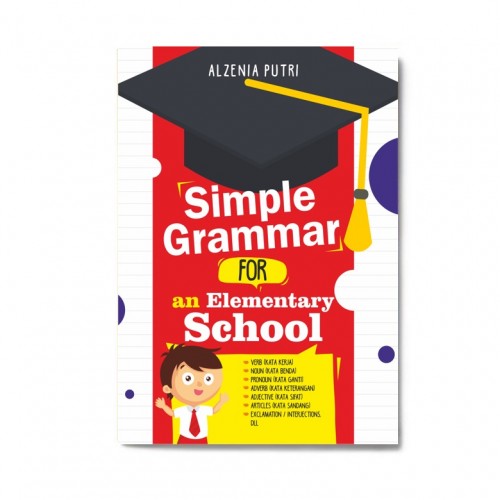 ALZENIA PUTRI
Simple
Grammar
FOR
an Elementary
School
VERB (KATA KERJA)
NOUN (KATA BENDA)
PRONOUN (KATA GANTI)
ADVERB (KATA KETERANGAN)
ADJECTIVE (KATA SIFAT)
ARTICLES (KATA SANDANG)
EXCLAMATION / INTERJECTIONS,
DLL